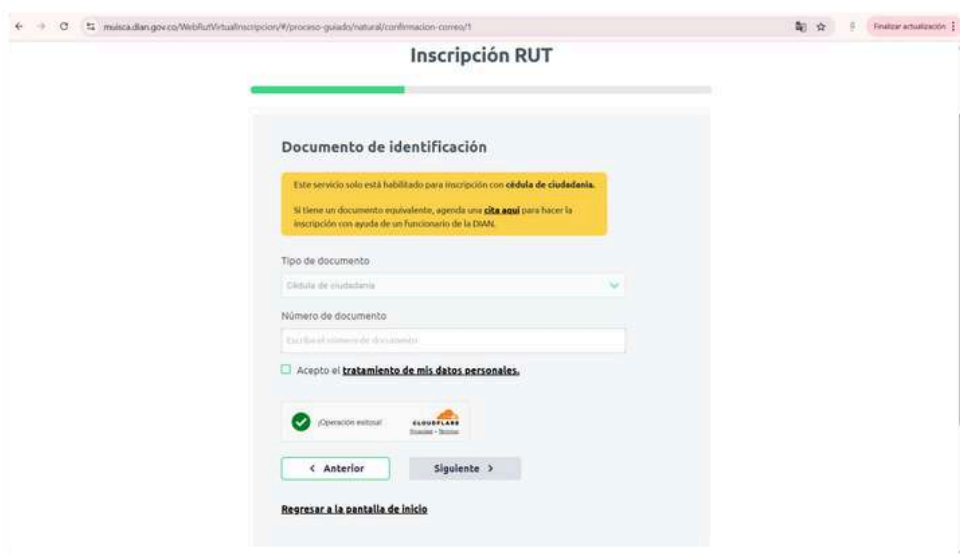 muisca.dian.gov.co/WebRutVirtualInscripcion/#/proceso-guiado/natural/confirmacion-correo/1
Finalizar actualización
Inscripción RUT
Documento de identificación
Este servicio solo está habilitado para inscripción con cédula de ciudadanía.
Si tiene un documento equivalente, agenda una cita aquí para hacer la
inscripción con ayuda de un funcionario de la DIAN.
Tipo de documento
Cédula de ciudadanía
Número de documento
Escriba el número de documento
Acepto el tratamiento de mis datos personales.
¡Operación exitosa!
CLOUDFLARE
Privacidad • Términos
< Anterior
Siguiente >
Regresar a la pantalla de inicio